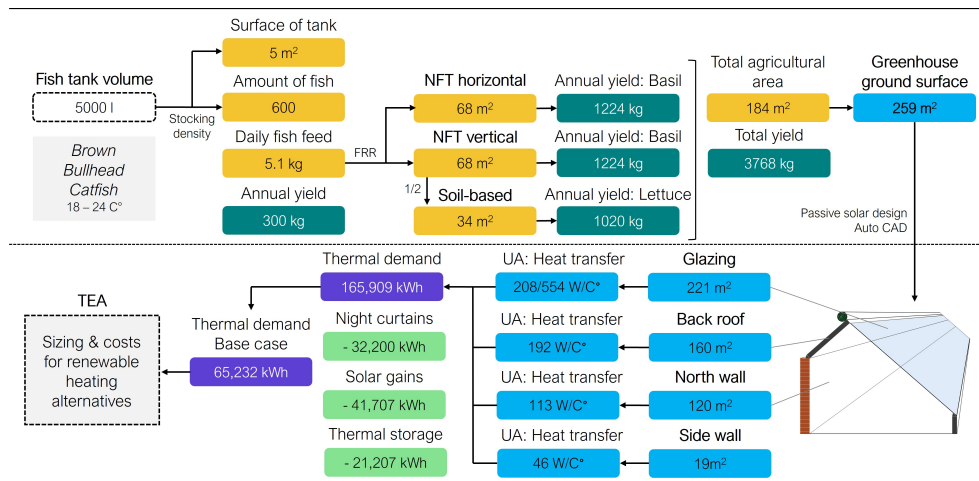 Surface of tank
5 m²
Fish tank volume
5000 l
Stocking
density
Amount of fish
600
Daily fish feed
5.1 kg
Annual yield
300 kg
Brown
Bullhead
Catfish
18 – 24 C°
FRR
NFT horizontal
68 m²
Annual yield: Basil
1224 kg
NFT vertical
68 m²
Annual yield: Basil
1224 kg
1/2
Soil-based
34 m²
Annual yield: Lettuce
1020 kg
Total agricultural
area
184 m²
Total yield
3768 kg
Greenhouse
ground surface
259 m²
Passive solar design
Auto CAD
TEA
Sizing & costs
for renewable
heating
alternatives
Thermal demand
165,909 kWh
Thermal demand
Base case
65,232 kWh
Night curtains
- 32,200 kWh
Solar gains
- 41,707 kWh
Thermal storage
- 21,207 kWh
UA: Heat transfer
208/554 W/C°
Glazing
221 m²
UA: Heat transfer
192 W/C°
Back roof
160 m²
UA: Heat transfer
113 W/C°
North wall
120 m²
UA: Heat transfer
46 W/C°
Side wall
19m²